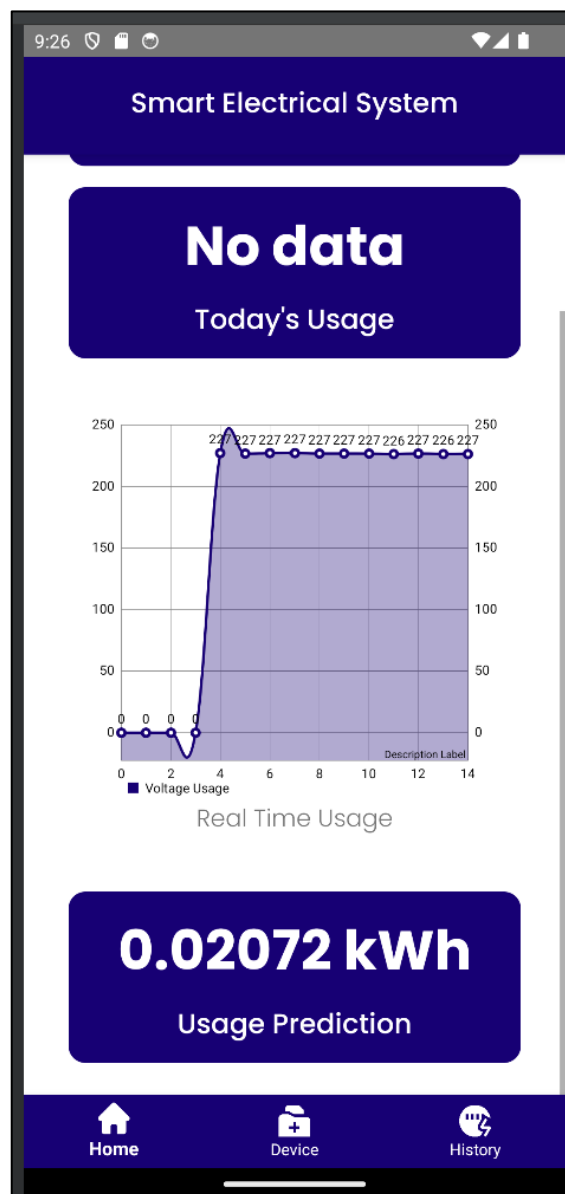 9:26
Smart Electrical System
No data
Today's Usage
250 250
227 227 227 227 227 227 227 226 227 226 227
200 200
150 150
100 100
50 50
0 0 0 0
0 0
Description Label
0 2 4 6 8 10 12 14
Voltage Usage
Real Time Usage
0.02072 kWh
Usage Prediction
Home Device History